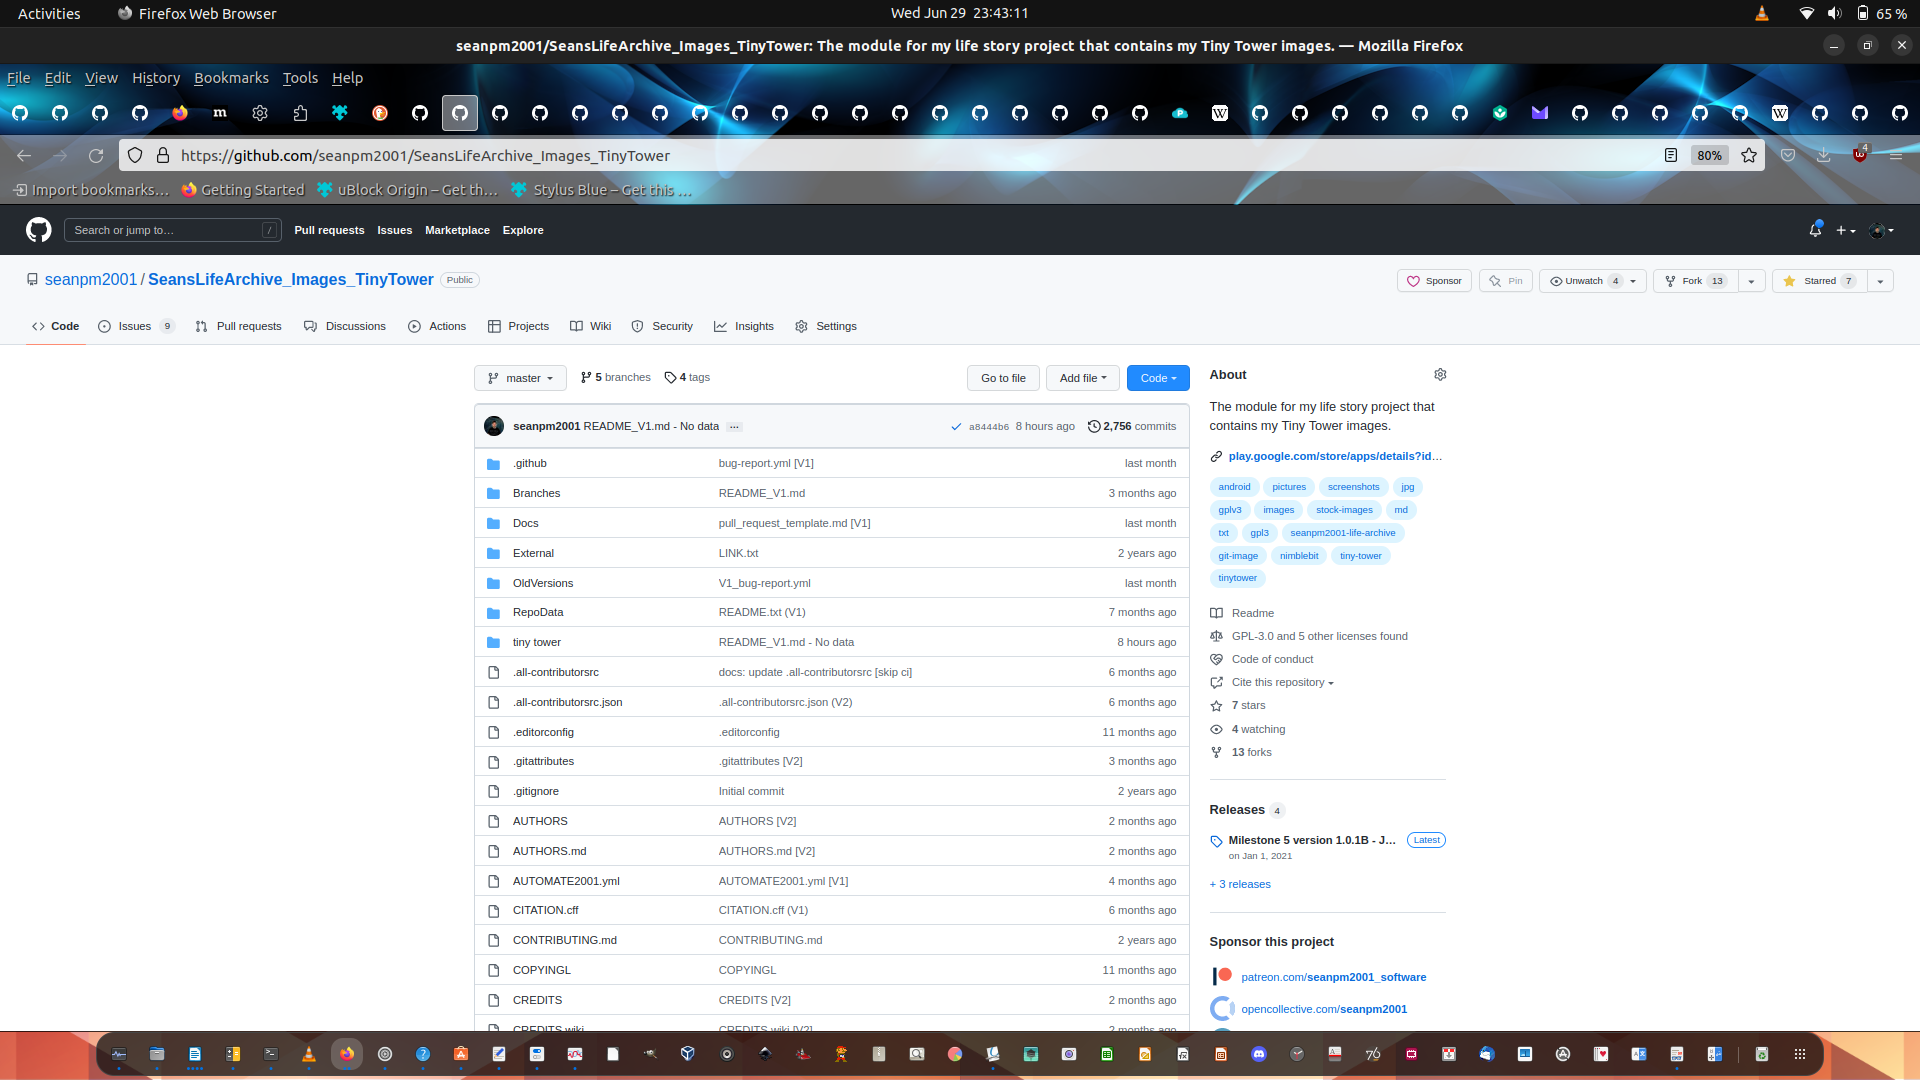 Activities Firefox Web Browser Wed Jun 29 23:43:11 65 %
seanpm2001/SeansLifeArchive_Images_TinyTower: The module for my life story project that contains my Tiny Tower images. — Mozilla Firefox
File Edit View History Bookmarks Tools Help
https://github.com/seanpm2001/SeansLifeArchive_Images_TinyTower 80% 4
Import bookmarks… Getting Started uBlock Origin – Get th… Stylus Blue – Get this …
Search or jump to… / Pull requests Issues Marketplace Explore
seanpm2001 / SeansLifeArchive_Images_TinyTower Public Sponsor Pin Unwatch 4 Fork 13 Starred 7
Code Issues 9 Pull requests Discussions Actions Projects Wiki Security Insights Settings
master 5 branches 4 tags Go to file Add file Code
seanpm2001 README_V1.md - No data ... a8444b6 8 hours ago 2,756 commits
.github bug-report.yml [V1] last month
Branches README_V1.md 3 months ago
Docs pull_request_template.md [V1] last month
External LINK.txt 2 years ago
OldVersions V1_bug-report.yml last month
RepoData README.txt (V1) 7 months ago
tiny tower README_V1.md - No data 8 hours ago
.all-contributorsrc docs: update .all-contributorsrc [skip ci] 6 months ago
.all-contributorsrc.json .all-contributorsrc.json (V2) 6 months ago
.editorconfig .editorconfig 11 months ago
.gitattributes .gitattributes [V2] 3 months ago
.gitignore Initial commit 2 years ago
AUTHORS AUTHORS [V2] 2 months ago
AUTHORS.md AUTHORS.md [V2] 2 months ago
AUTOMATE2001.yml AUTOMATE2001.yml [V1] 4 months ago
CITATION.cff CITATION.cff (V1) 6 months ago
CONTRIBUTING.md CONTRIBUTING.md 2 years ago
COPYINGL COPYINGL 11 months ago
CREDITS CREDITS [V2] 2 months ago
CREDITS.wiki CREDITS.wiki [V2] 2 months ago
About
The module for my life story project that
contains my Tiny Tower images.
play.google.com/store/apps/details?id…
android pictures screenshots jpg
gplv3 images stock-images md
txt gpl3 seanpm2001-life-archive
git-image nimblebit tiny-tower
tinytower
Readme
GPL-3.0 and 5 other licenses found
Code of conduct
Cite this repository
7 stars
4 watching
13 forks
Releases 4
Milestone 5 version 1.0.1B - J… Latest
on Jan 1, 2021
+ 3 releases
Sponsor this project
patreon.com/seanpm2001_software
opencollective.com/seanpm2001